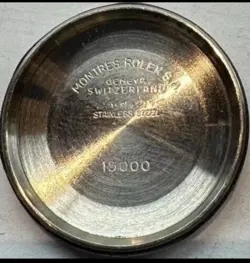 MONTRES ROLEX S.A
GENEVA
SWITZERLAND
STAINLESS STEEL
15000